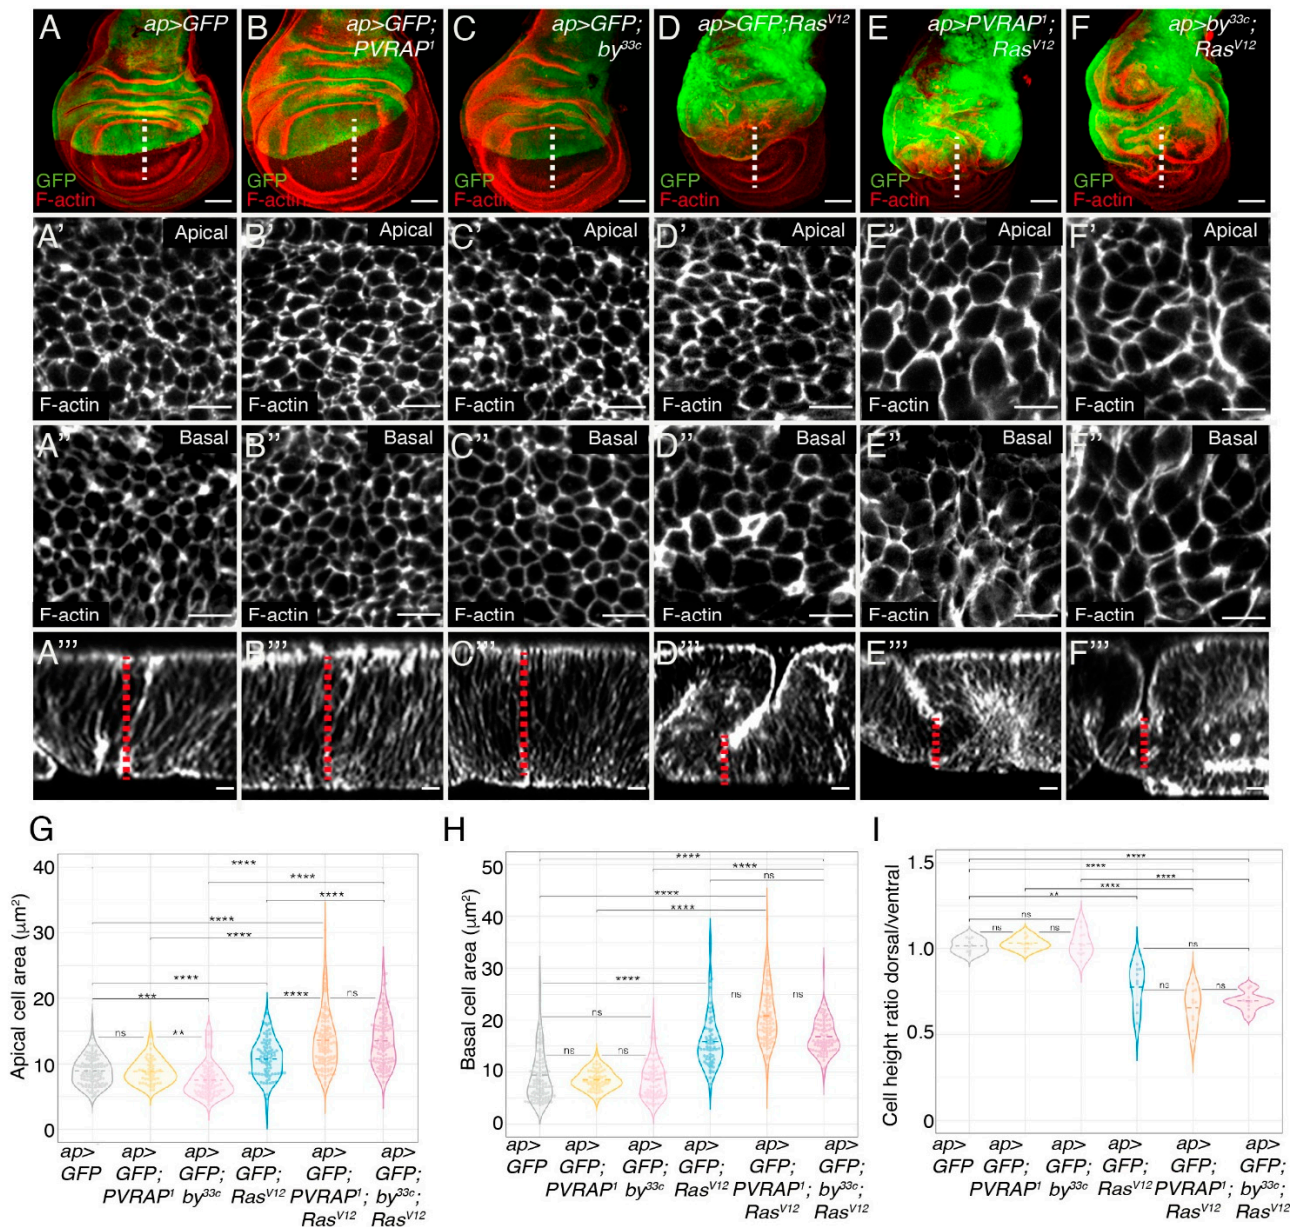 A
ap>GFP
GFP
F-actin
B
ap>GFP;
PVRAP¹
GFP
F-actin
C
ap>GFP;
by³³ᶜ
GFP
F-actin
D
ap>GFP;Rasⱽ¹²
GFP
F-actin
E
ap>PVRAP¹;
Rasⱽ¹²
GFP
F-actin
F
ap>by³³ᶜ;
Rasⱽ¹²
GFP
F-actin
A'
Apical
F-actin
B'
Apical
F-actin
C'
Apical
F-actin
D'
Apical
F-actin
E'
Apical
F-actin
F'
Apical
F-actin
A''
Basal
F-actin
B''
Basal
F-actin
C''
Basal
F-actin
D''
Basal
F-actin
E''
Basal
F-actin
F''
Basal
F-actin
A'''
B'''
C'''
D'''
E'''
F'''
G
Apical cell area (μm²)
40
30
20
10
0
****
****
**** ****
****
****
*** **** ns
ns **
ap>
GFP
ap>
GFP;
PVRAP¹
ap>
GFP;
by³³ᶜ
ap>
GFP;
Rasⱽ¹²
ap>
GFP;
PVRAP¹;
Rasⱽ¹²
ap>
GFP;
by³³ᶜ;
Rasⱽ¹²
H
Basal cell area (μm²)
50
40
30
20
10
0
****
****
ns
****
****
****
ns ns
ns
ns ns
ap>
GFP
ap>
GFP;
PVRAP¹
ap>
GFP;
by³³ᶜ
ap>
GFP;
Rasⱽ¹²
ap>
GFP;
PVRAP¹;
Rasⱽ¹²
ap>
GFP;
by³³ᶜ;
Rasⱽ¹²
I
Cell height ratio dorsal/ventral
1.5
1.0
0.5
0
****
****
****
****
**
ns
ns ns
ns
ns ns
ap>
GFP
ap>
GFP;
PVRAP¹
ap>
GFP;
by³³ᶜ
ap>
GFP;
Rasⱽ¹²
ap>
GFP;
PVRAP¹;
Rasⱽ¹²
ap>
GFP;
by³³ᶜ;
Rasⱽ¹²